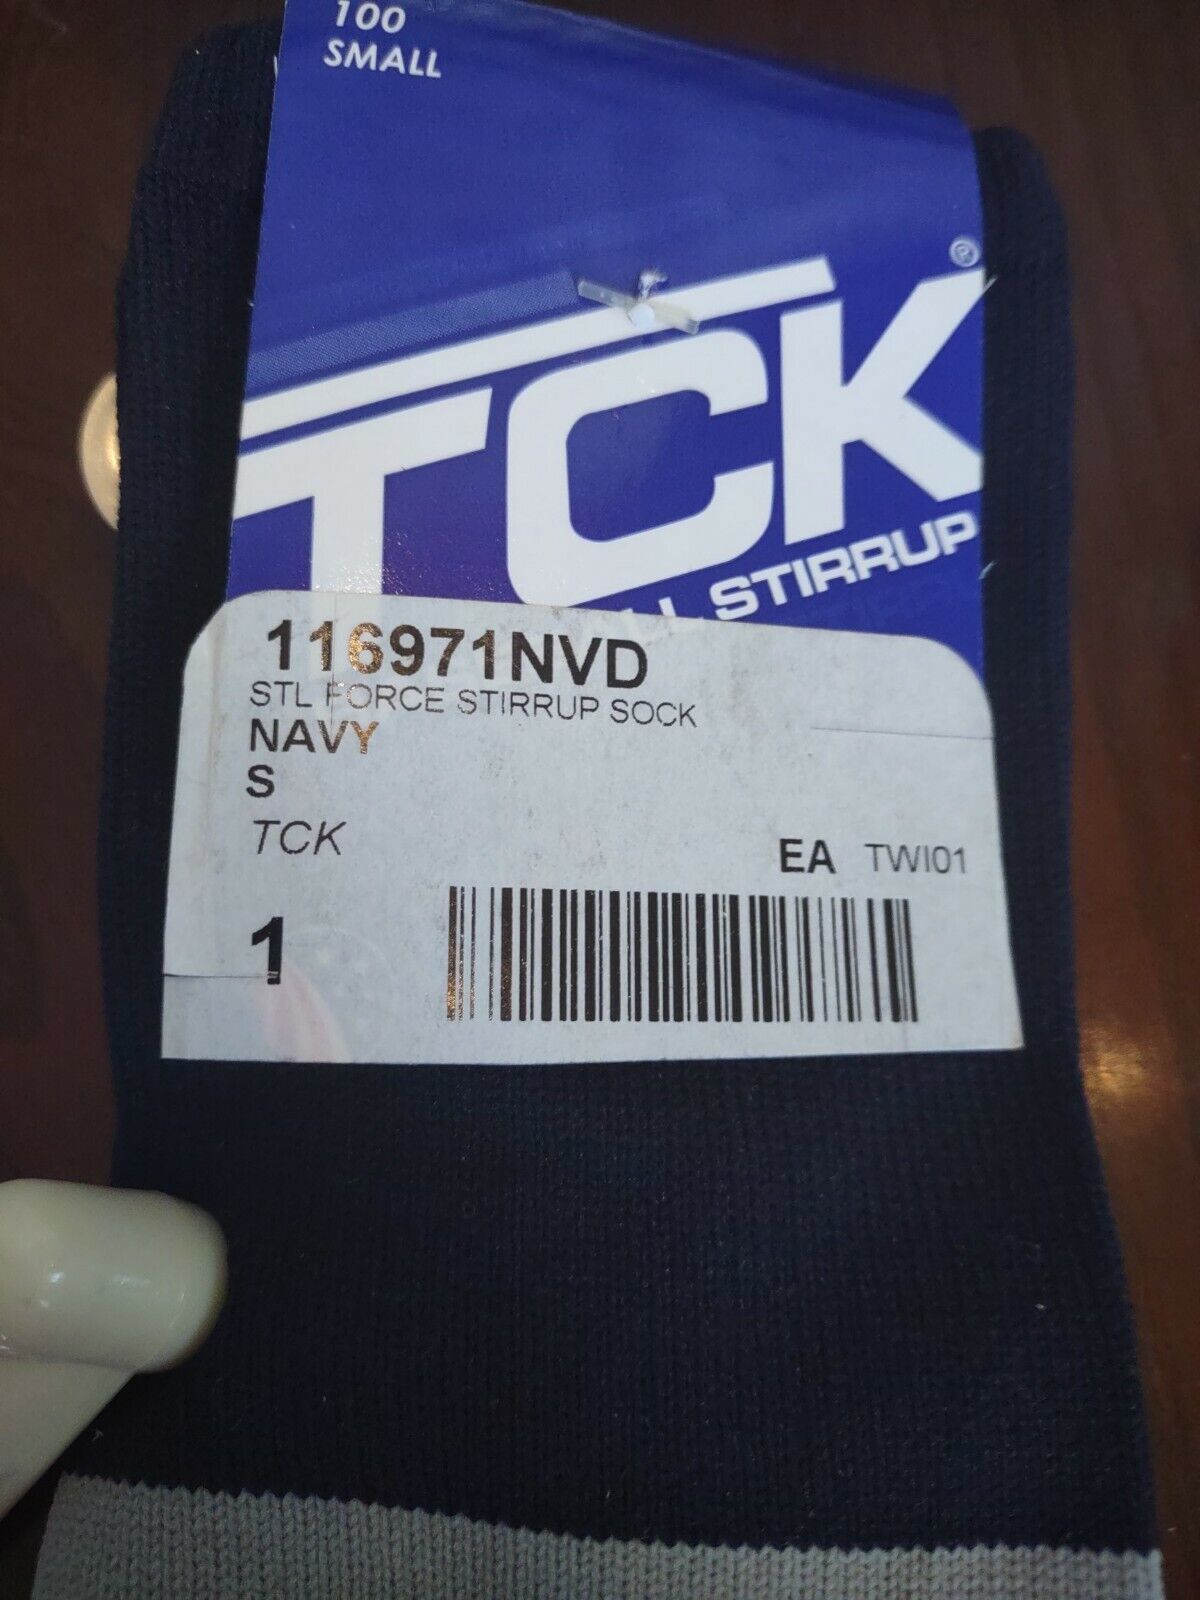 100
SMALL
TCK®
STIRRUP
116971NVD
STL FORCE STIRRUP SOCK
NAVY
S
TCK
EA TWI01
1